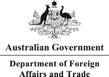 Australian Government
Department of Foreign
Affairs and Trade